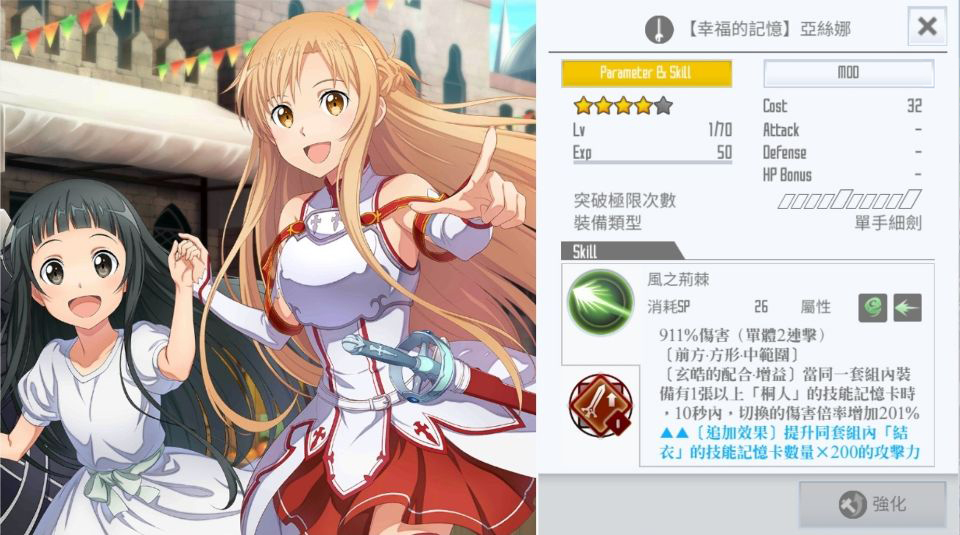 【幸福的記憶】亞絲娜
Parameter & Skill
MOD
Lv 1/70
Exp 50
Cost 32
Attack -
Defense -
HP Bonus -
突破極限次數
裝備類型 單手細劍
Skill
風之荊棘
消耗SP 26 屬性
911%傷害（單體2連擊）
〔前方·方形·中範圍〕
〔玄皓的配合·增益〕當同一套組內裝
備有1張以上「桐人」的技能記憶卡時
，10秒內，切換的傷害倍率增加201%
▲▲〔追加效果〕提升同套組內「結
衣」的技能記憶卡數量×200的攻擊力
強化